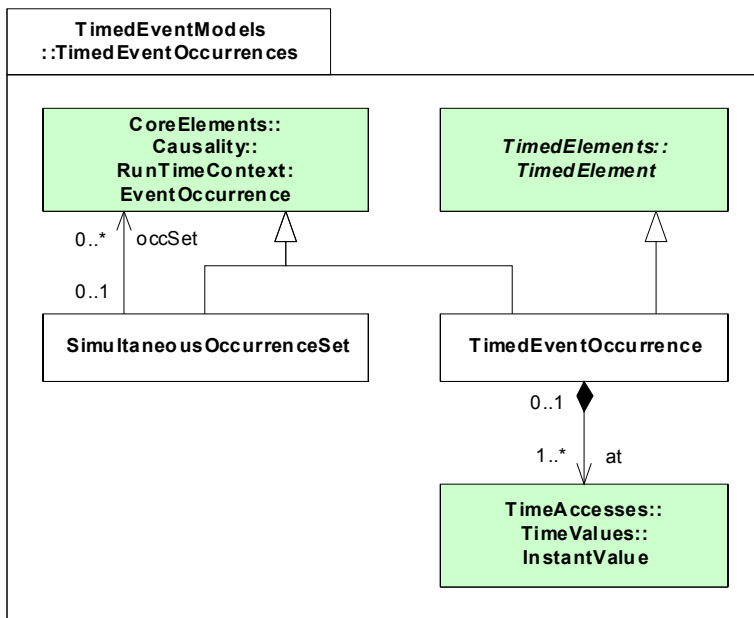 TimedEventModels
::TimedEventOccurrences
CoreElements::
Causality::
RunTimeContext:
EventOccurrence
TimedElements::
TimedElement
0..* occSet
0..1
SimultaneousOccurrenceSet
TimedEventOccurrence
0..1
1..* at
TimeAccesses::
TimeValues::
InstantValue